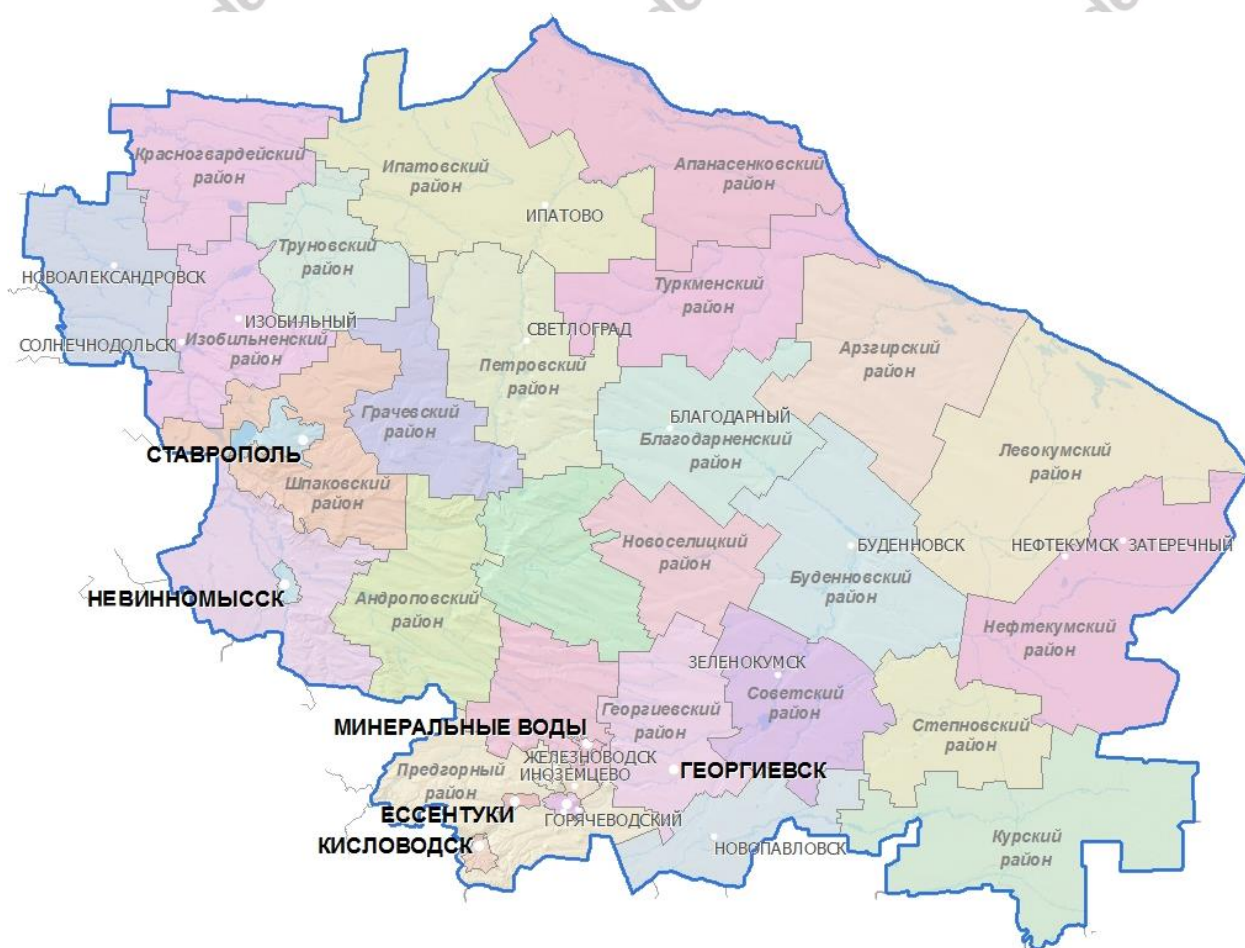 Красногвардейский
район
Ипатовский
район
Апанасенковский
район
ИПАТОВО
Труновский
район
НОВОАЛЕКСАНДРОВСК
Туркменский
район
ИЗОБИЛЬНЫЙ
СВЕТЛОГРАД
СОЛНЕЧНОДОЛЬСК
Изобильненский
район
Петровский
район
Арзгирский
район
Грачевский
район
БЛАГОДАРНЫЙ
Благодарненский
район
СТАВРОПОЛЬ
Левокумский
район
Шпаковский
район
Новоселицкий
район
БУДЕННОВСК
НЕФТЕКУМСК
ЗАТЕРЕЧНЫЙ
Буденновский
район
НЕВИННОМЫССК
Андроповский
район
Нефтекумский
район
ЗЕЛЕНОКУМСК
Советский
район
Георгиевский
район
Степновский
район
МИНЕРАЛЬНЫЕ ВОДЫ
ЖЕЛЕЗНОВОДСК
ИНОЗЕМЦЕВО
Предгорный
район
ГЕОРГИЕВСК
ЕССЕНТУКИ
ГОРЯЧЕВОДСКИЙ
КИСЛОВОДСК
НОВОПАВЛОВСК
Курский
район